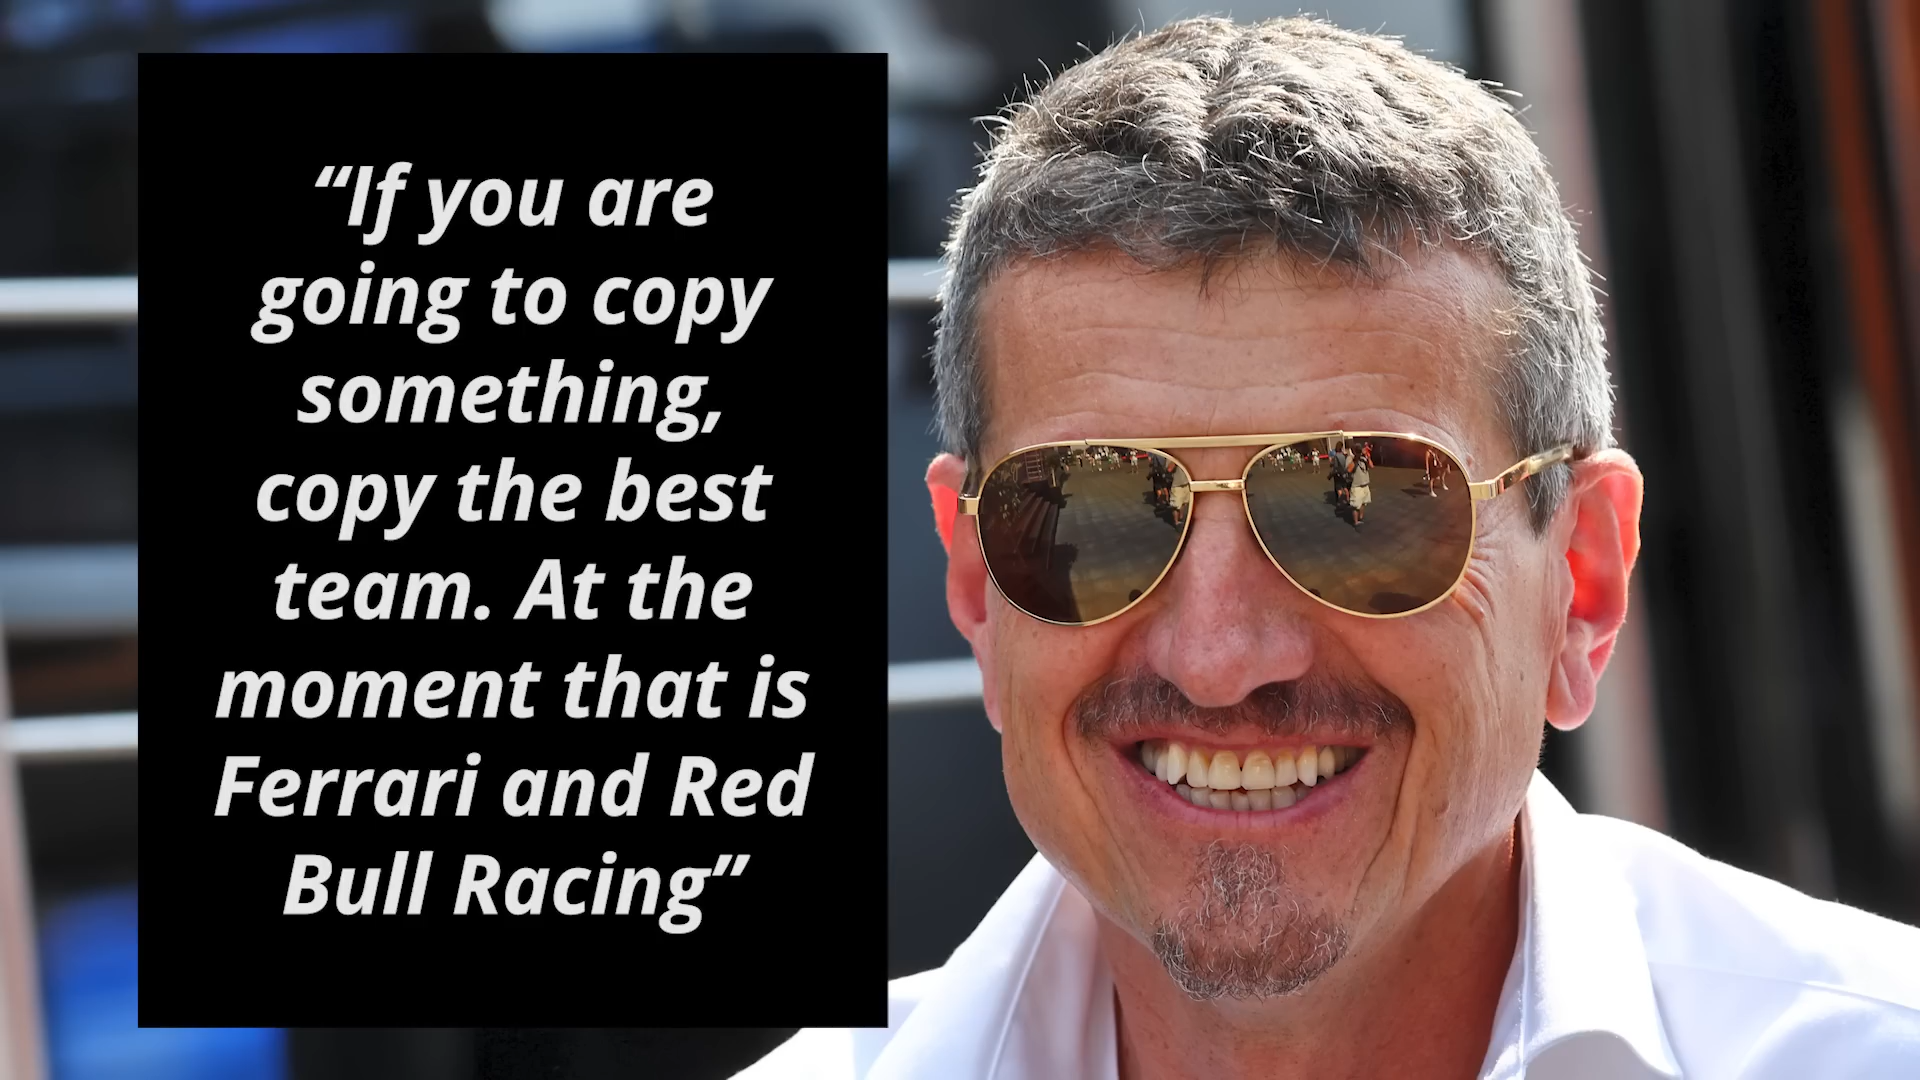 “If you are
going to copy
something,
copy the best
team. At the
moment that is
Ferrari and Red
Bull Racing”